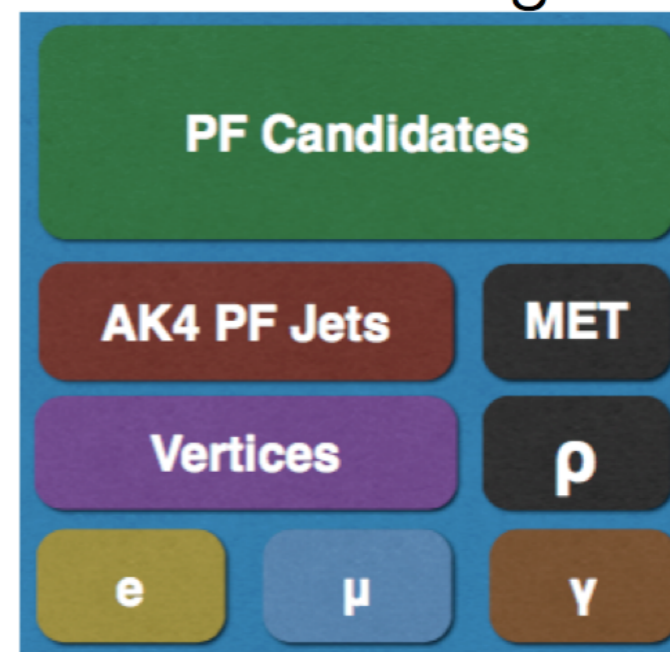 PF Candidates
AK4 PF Jets
MET
Vertices
ρ
e
μ
γ